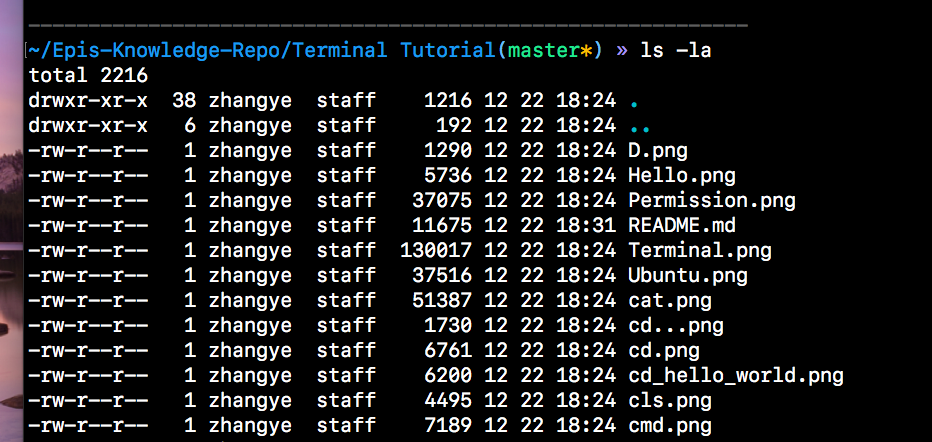 ~/Epis-Knowledge-Repo/Terminal Tutorial(master*) » ls -la
total 2216
drwxr-xr-x  38 zhangye  staff    1216 12 22 18:24 .
drwxr-xr-x   6 zhangye  staff     192 12 22 18:24 ..
-rw-r--r--   1 zhangye  staff    1290 12 22 18:24 D.png
-rw-r--r--   1 zhangye  staff    5736 12 22 18:24 Hello.png
-rw-r--r--   1 zhangye  staff   37075 12 22 18:24 Permission.png
-rw-r--r--   1 zhangye  staff   11675 12 22 18:31 README.md
-rw-r--r--   1 zhangye  staff  130017 12 22 18:24 Terminal.png
-rw-r--r--   1 zhangye  staff   37516 12 22 18:24 Ubuntu.png
-rw-r--r--   1 zhangye  staff   51387 12 22 18:24 cat.png
-rw-r--r--   1 zhangye  staff    1730 12 22 18:24 cd...png
-rw-r--r--   1 zhangye  staff    6761 12 22 18:24 cd.png
-rw-r--r--   1 zhangye  staff    6200 12 22 18:24 cd_hello_world.png
-rw-r--r--   1 zhangye  staff    4495 12 22 18:24 cls.png
-rw-r--r--   1 zhangye  staff    7189 12 22 18:24 cmd.png